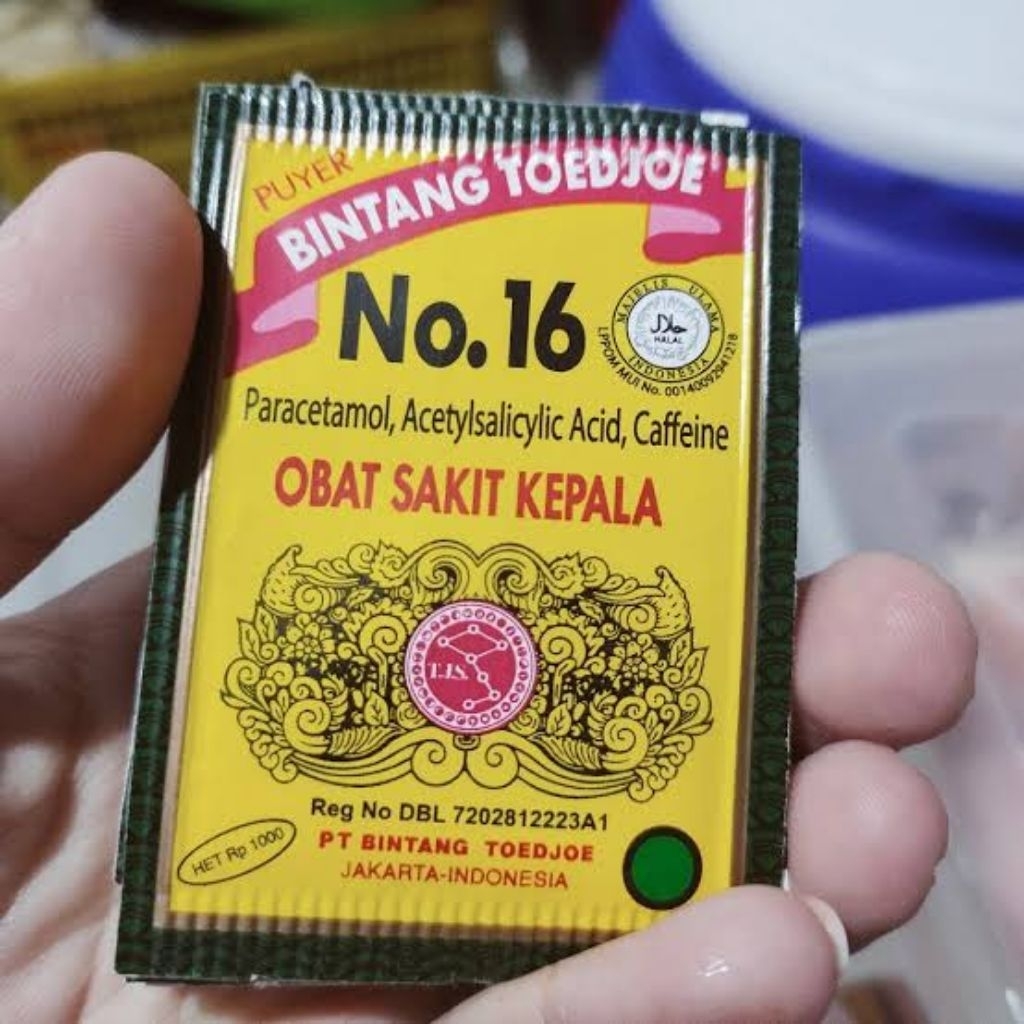 PUYER
BINTANG TOEDJOE
No. 16
MAJELIS ULAMA INDONESIA
حلال
HALAL
LPPOM MUI No. 00140092941218
Paracetamol, Acetylsalicylic Acid, Caffeine
OBAT SAKIT KEPALA
T.J.S.
Reg No DBL 7202812223A1
HET Rp 1000
PT BINTANG TOEDJOE
JAKARTA-INDONESIA